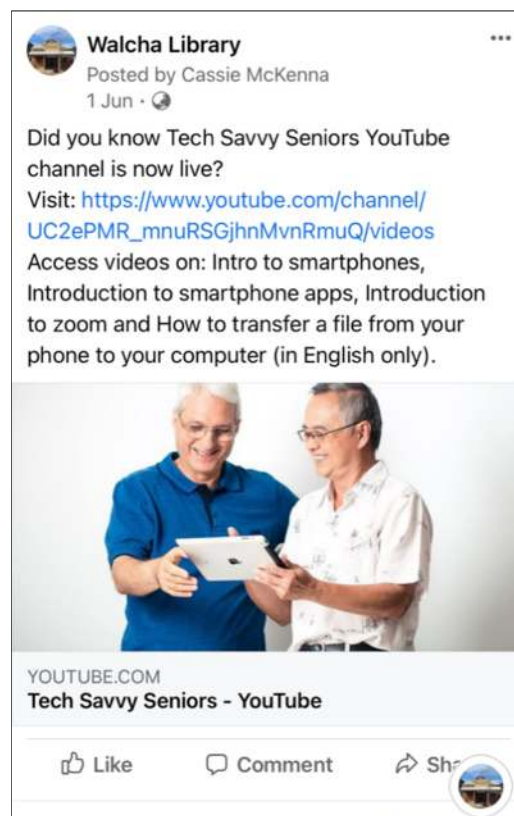 Walcha Library
Posted by Cassie McKenna
1 Jun ·
Did you know Tech Savvy Seniors YouTube
channel is now live?
Visit: https://www.youtube.com/channel/
UC2ePMR_mnuRSGjhnMvnRmuQ/videos
Access videos on: Intro to smartphones,
Introduction to smartphone apps, Introduction
to zoom and How to transfer a file from your
phone to your computer (in English only).
YOUTUBE.COM
Tech Savvy Seniors - YouTube
Like Comment